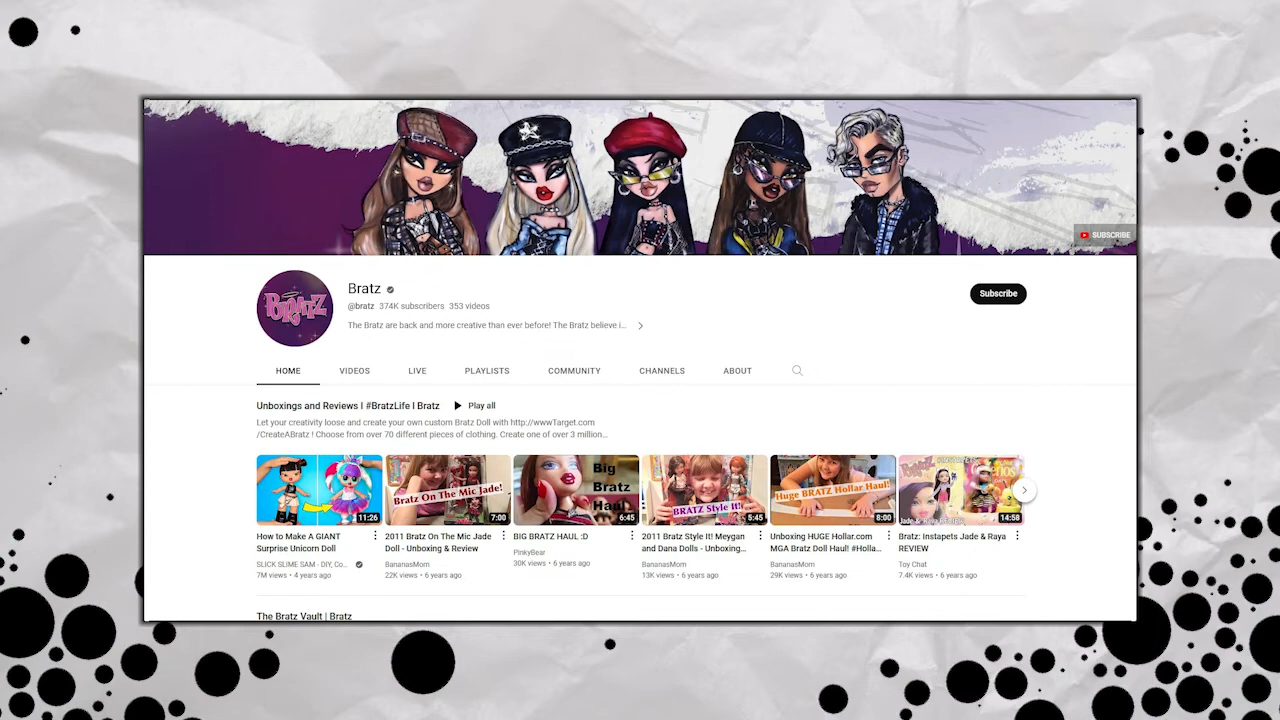 SUBSCRIBE
BRATZ
Bratz
@bratz 374K subscribers 353 videos
Subscribe
The Bratz are back and more creative than ever before! The Bratz believe i...
HOME VIDEOS LIVE PLAYLISTS COMMUNITY CHANNELS ABOUT
Unboxings and Reviews I #BratzLife I Bratz Play all
Let your creativity loose and create your own custom Bratz Doll with http://wwwTarget.com
/CreateABratz ! Choose from over 70 different pieces of clothing. Create one of over 3 million...
11:26
Bratz On The Mic Jade!
7:00
Big
Bratz
Haul
6:45
BRATZ Style It!
5:45
Huge BRATZ Hollar Haul!
8:00
14:58
How to Make A GIANT
Surprise Unicorn Doll
SLICK SLIME SAM - DIY, Co...
7M views • 4 years ago
2011 Bratz On The Mic Jade
Doll - Unboxing & Review
BananasMom
22K views • 6 years ago
BIG BRATZ HAUL :D
PinkyBear
30K views • 6 years ago
2011 Bratz Style It! Meygan
and Dana Dolls - Unboxing...
BananasMom
13K views • 6 years ago
Unboxing HUGE Hollar.com
MGA Bratz Doll Haul! #Holla...
BananasMom
29K views • 6 years ago
Bratz: Instapets Jade & Raya
REVIEW
Toy Chat
7.4K views • 6 years ago
The Bratz Vault | Bratz